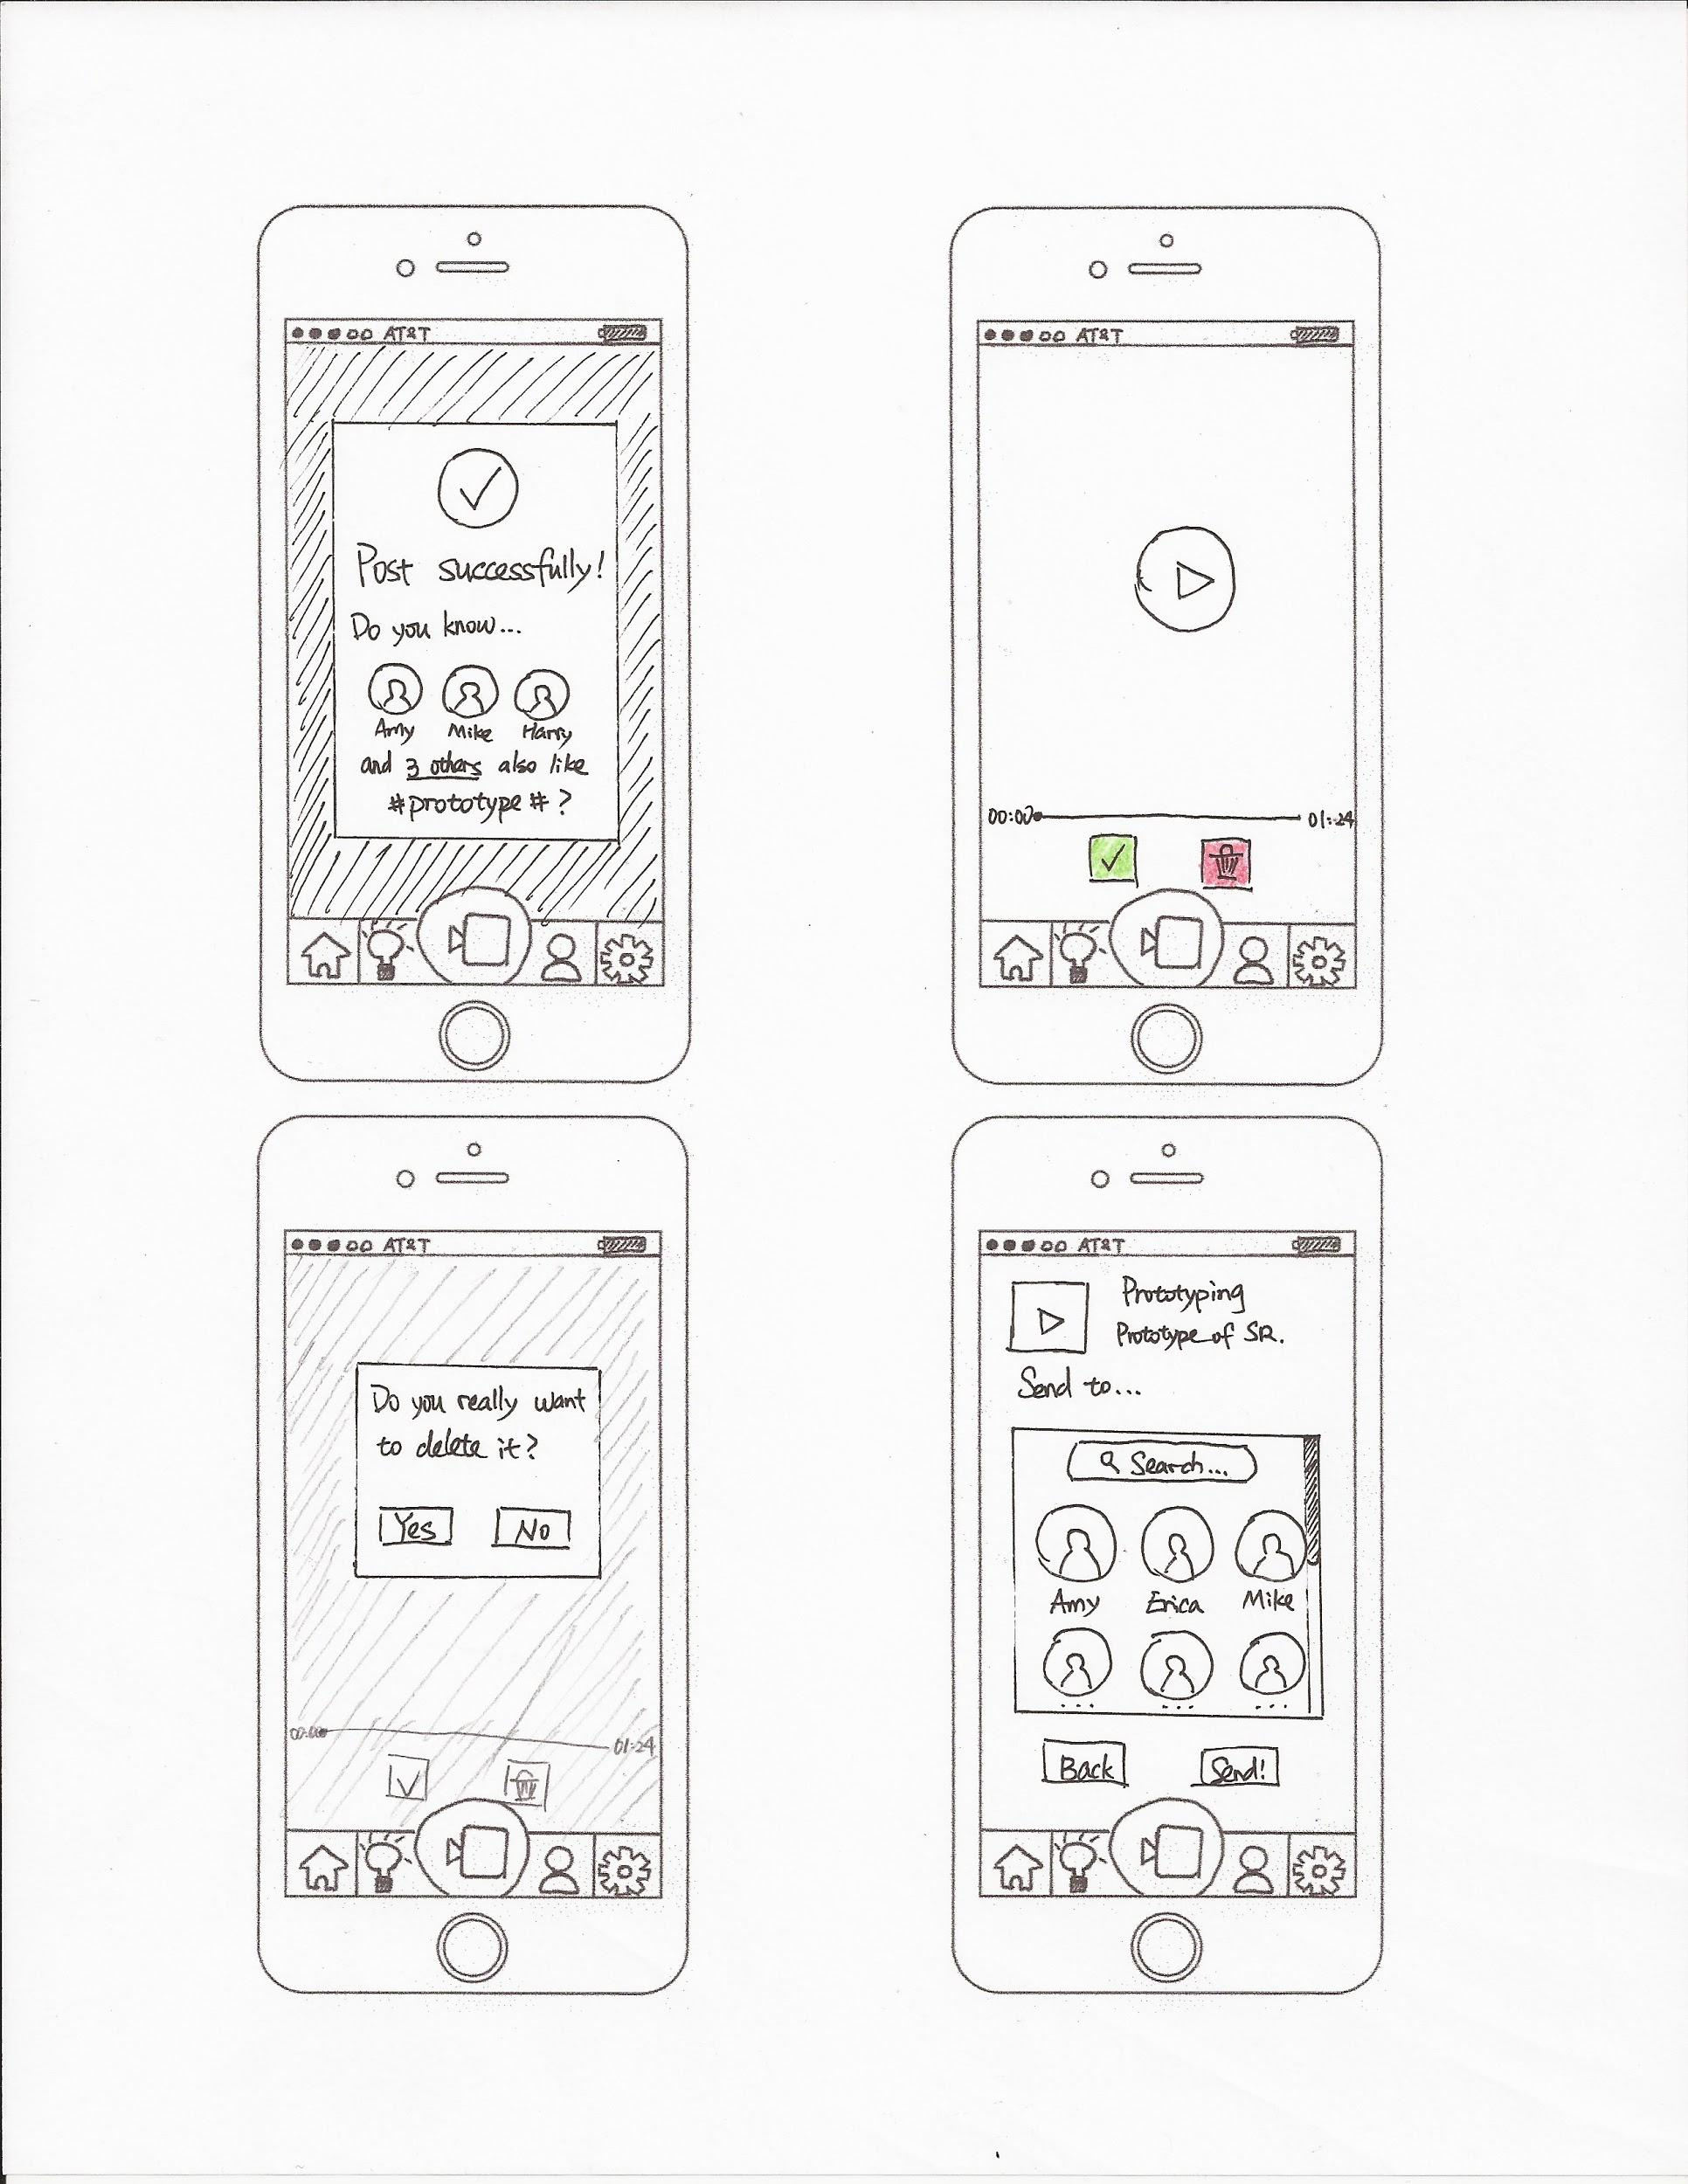 AT&T
Post successfully!
Do you know...
Amy Mike Harry
and 3 others also like
#prototype#?
AT&T
00:00 01:24
AT&T
Do you really want
to delete it?
Yes No
00:00 01:24
AT&T
Prototyping
Prototype of SR.
Send to...
Search...
Amy Erica Mike
... ... ...
Back Send!